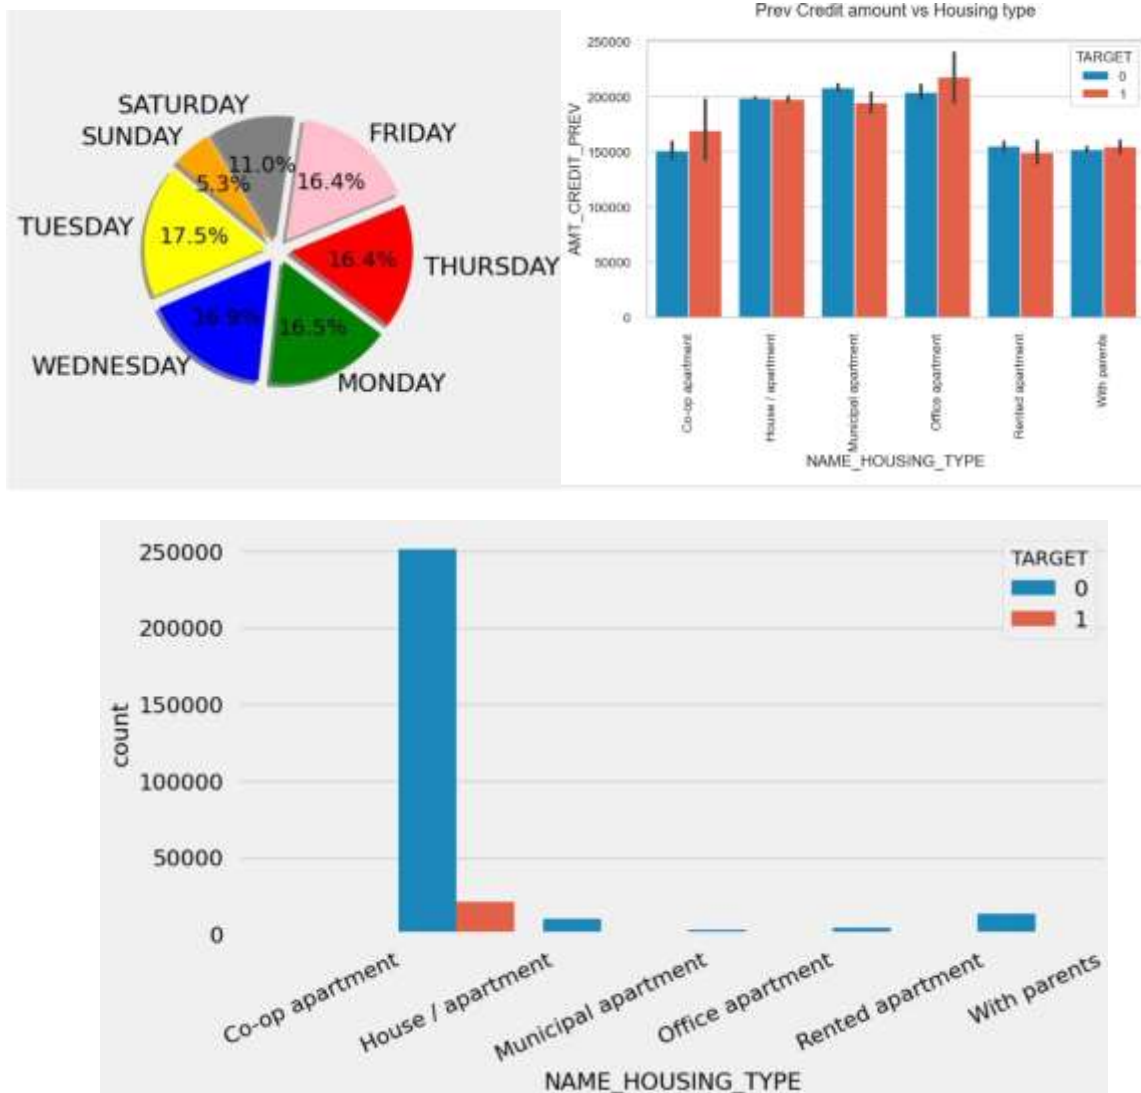 SATURDAY
SUNDAY
FRIDAY
11.0%
5.3%
16.4%
TUESDAY
17.5%
16.4%
THURSDAY
16.9%
16.5%
WEDNESDAY
MONDAY
Prev Credit amount vs Housing type
250000
200000
150000
100000
50000
0
AMT_CREDIT_PREV
TARGET
0
1
Co-op apartment
House / apartment
Municipal apartment
Office apartment
Rented apartment
With parents
NAME_HOUSING_TYPE
250000
200000
150000
100000
50000
0
count
TARGET
0
1
Co-op apartment
House / apartment
Municipal apartment
Office apartment
Rented apartment
With parents
NAME_HOUSING_TYPE